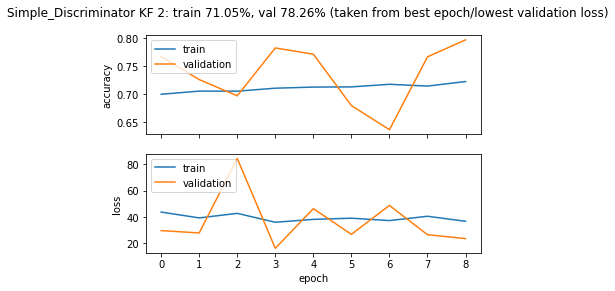 Simple_Discriminator KF 2: train 71.05%, val 78.26% (taken from best epoch/lowest validation loss)
0.80
0.75
0.70
0.65
accuracy
train
validation
80
60
40
20
loss
train
validation
0 1 2 3 4 5 6 7 8
epoch